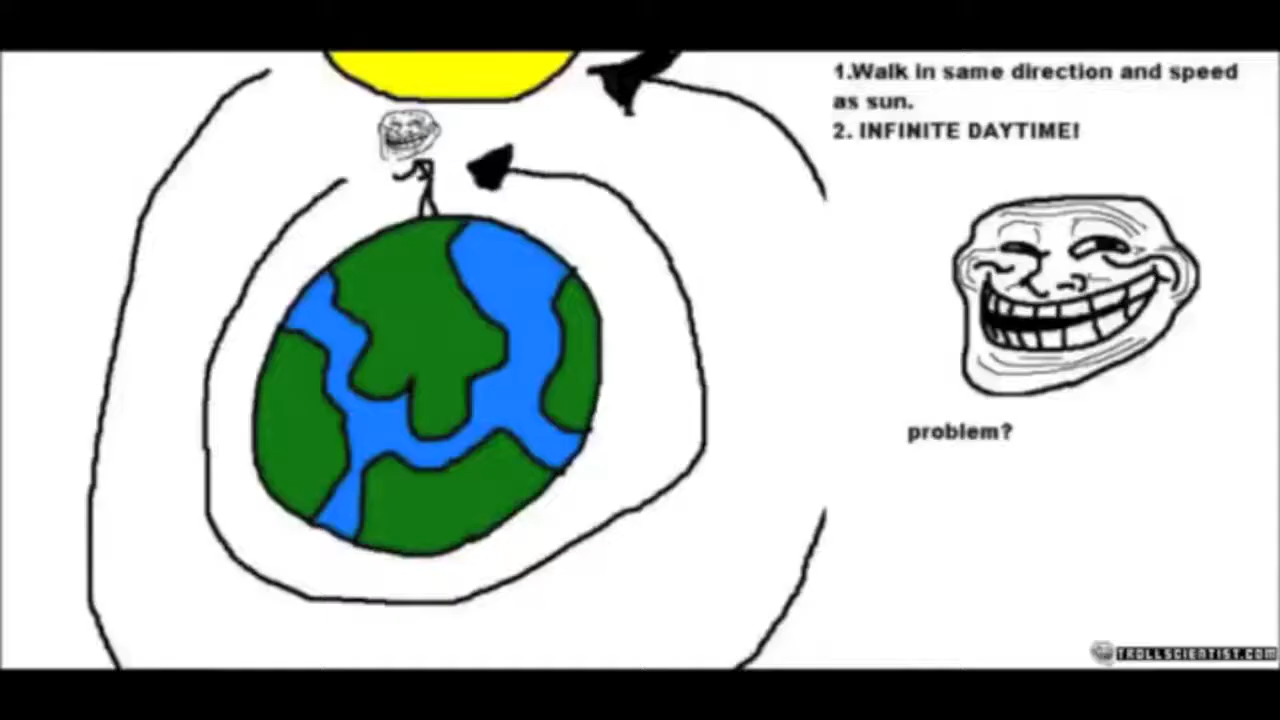 1.Walk in same direction and speed
as sun.
2. INFINITE DAYTIME!
problem?
TROLLSCIENTIST.COM